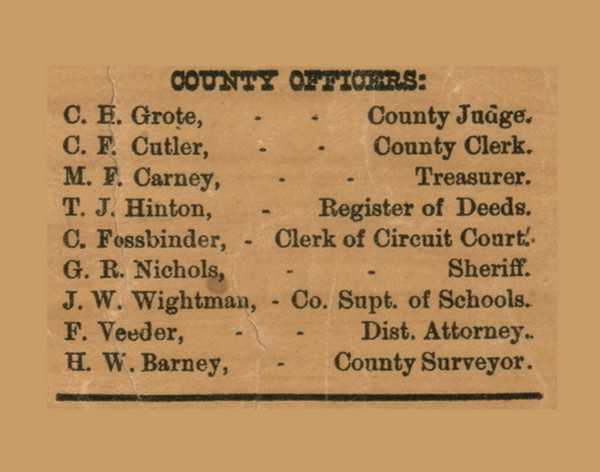 COUNTY OFFICERS:
C. E. Grote, - - County Judge.
C. F. Cutler, - - County Clerk.
M. F. Carney, - - Treasurer.
T. J. Hinton, - Register of Deeds.
C. Fossbinder, - Clerk of Circuit Court.
G. R. Nichols, - - Sheriff.
J. W. Wightman, - Co. Supt. of Schools.
F. Veeder, - - Dist. Attorney.
H. W. Barney, - County Surveyor.